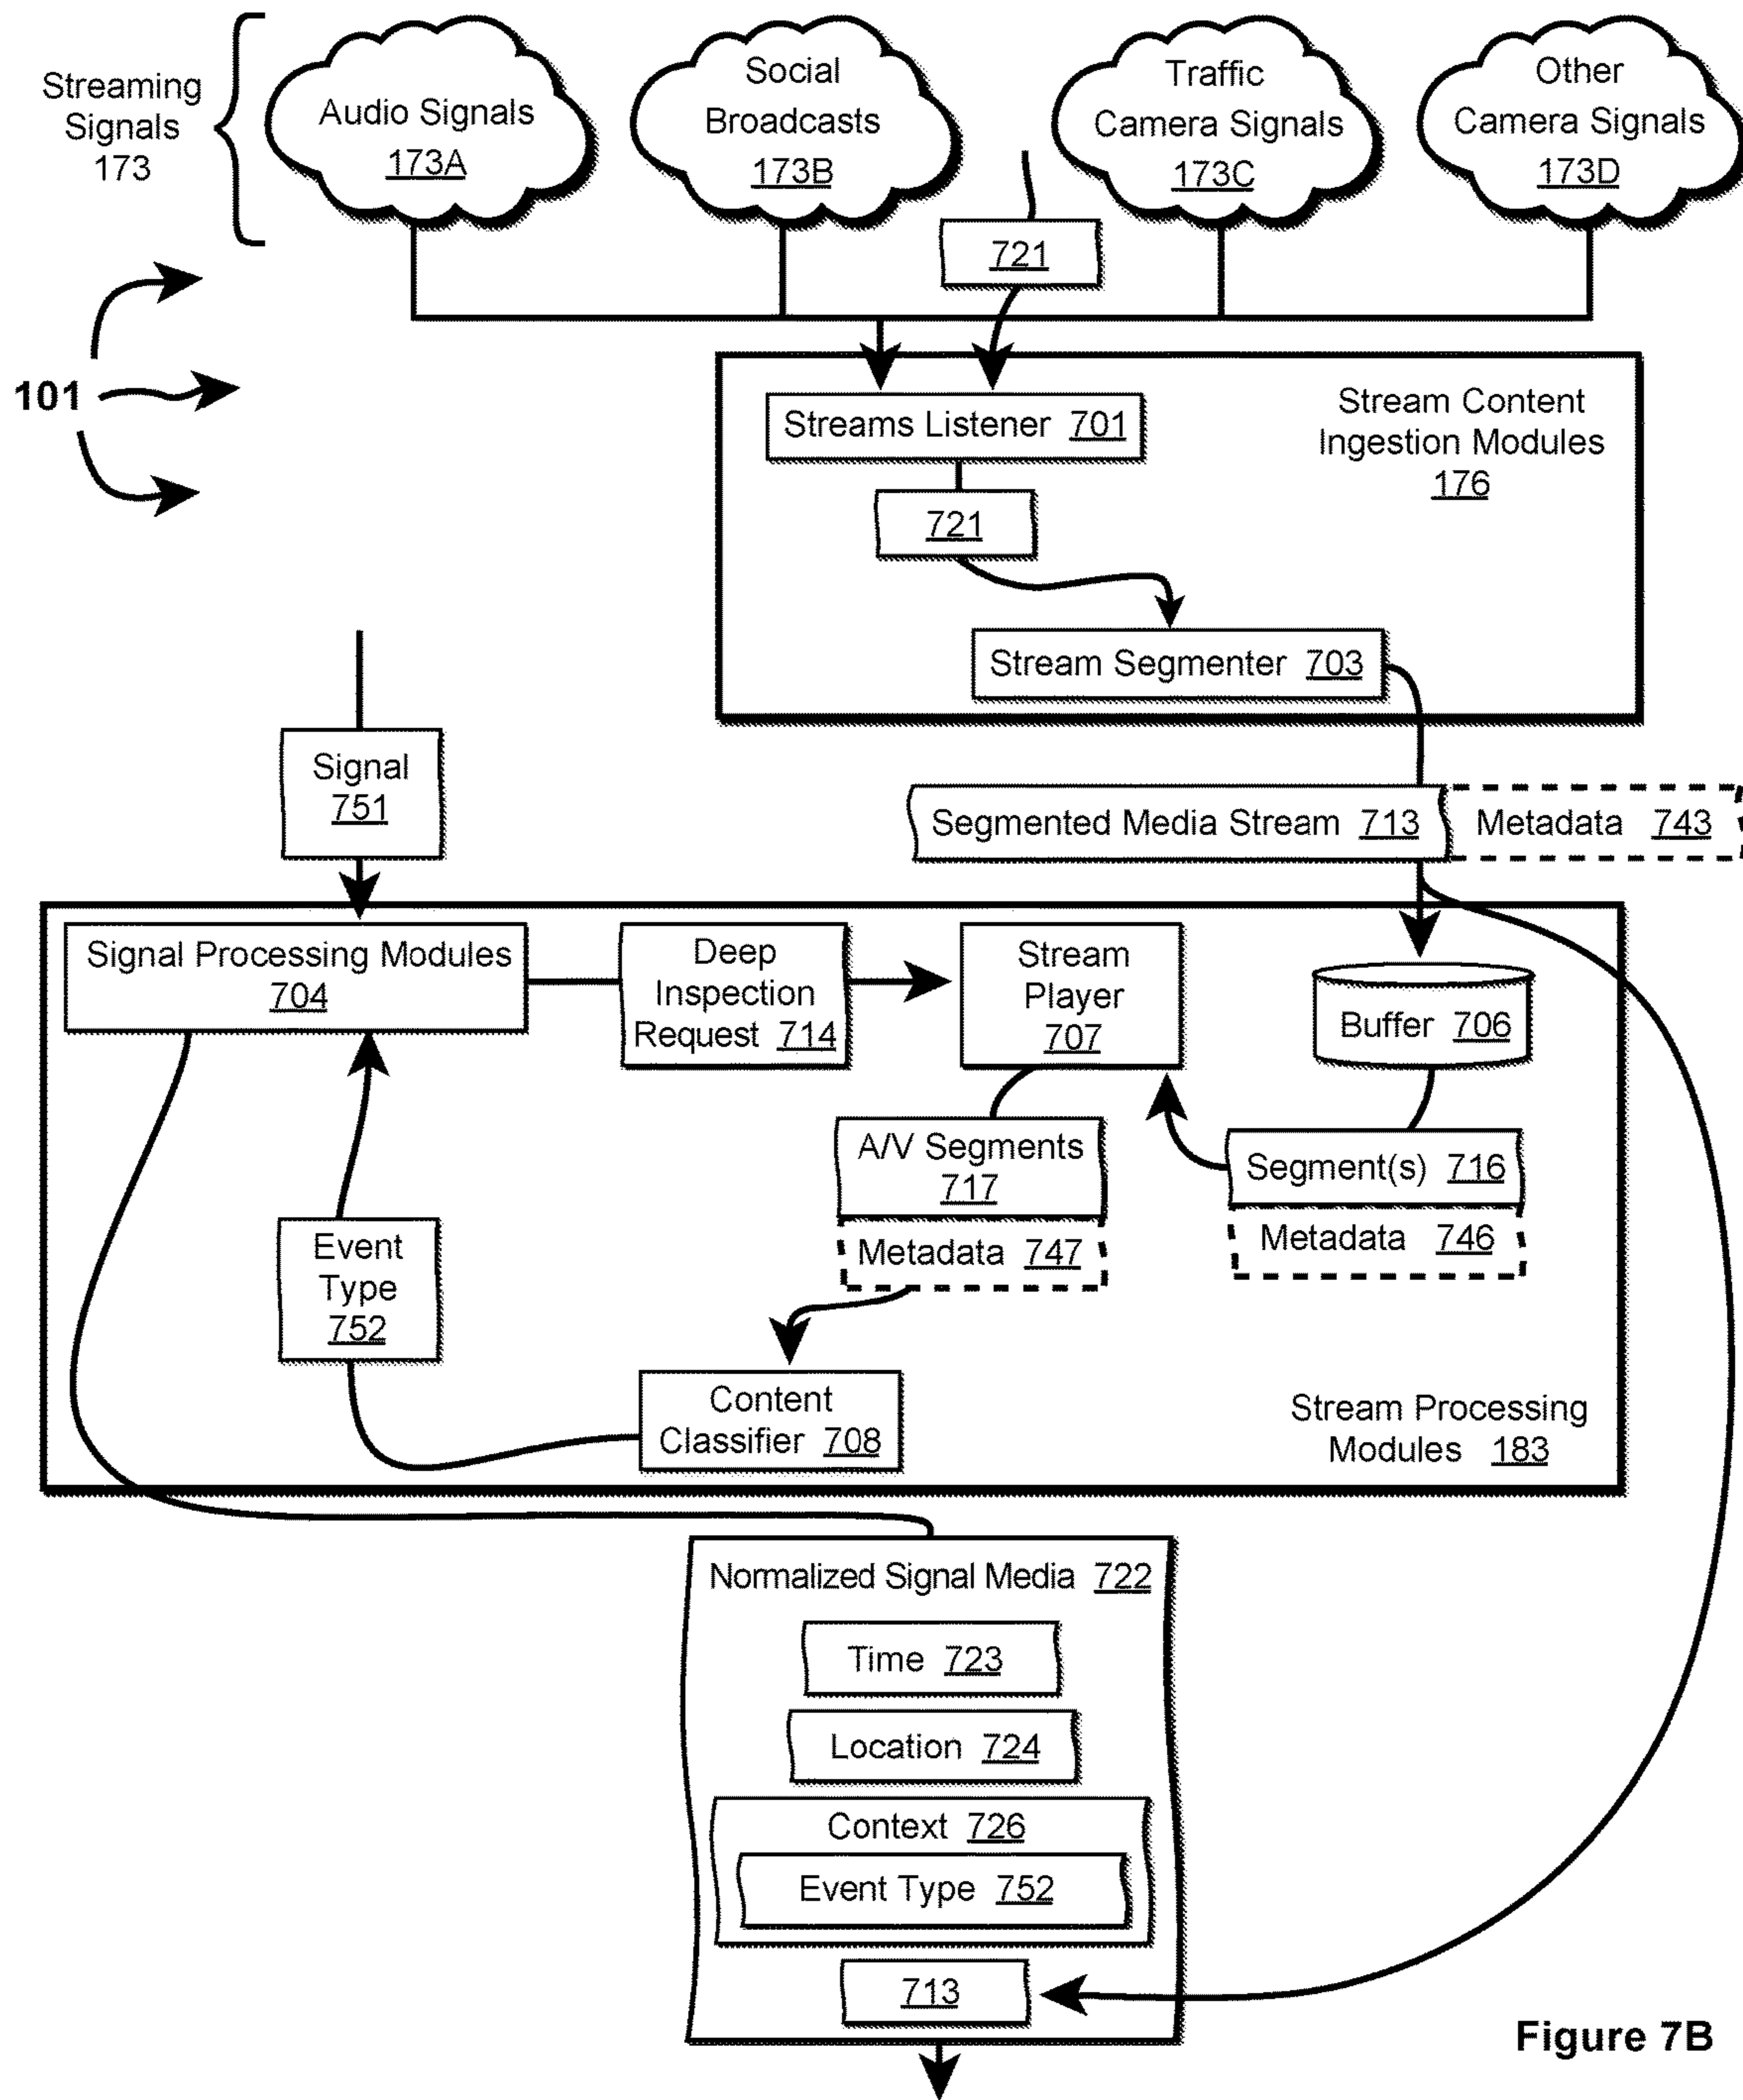 Streaming
Signals
173
Audio Signals
173A
Social
Broadcasts
173B
Traffic
Camera Signals
173C
Other
Camera Signals
173D
721
101
Streams Listener 701
Stream Content
Ingestion Modules
176
721
Stream Segmenter 703
Signal
751
Segmented Media Stream 713
Metadata 743
Signal Processing Modules
704
Deep
Inspection
Request 714
Stream
Player
707
Buffer 706
A/V Segments
717
Metadata 747
Segment(s) 716
Metadata 746
Event
Type
752
Content
Classifier 708
Stream Processing
Modules 183
Normalized Signal Media 722
Time 723
Location 724
Context 726
Event Type 752
713
Figure 7B